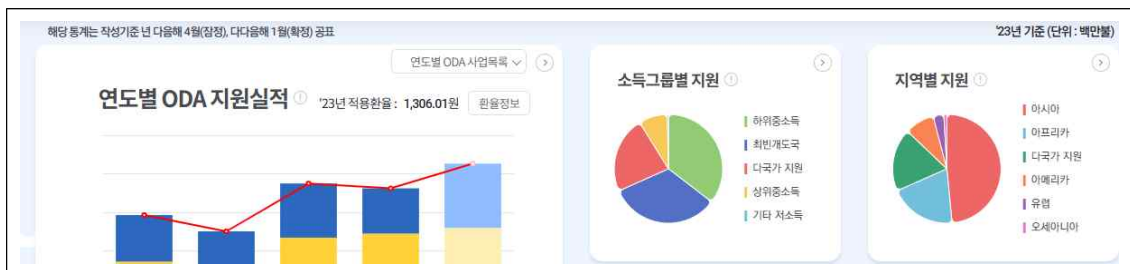 해당 통계는 작성기준 년 다음해 4월(잠정), 다다음해 1월(확정) 공표
'23년 기준 (단위 : 백만불)
연도별 ODA 사업목록
연도별 ODA 지원실적
'23년 적용환율 : 1,306.01원
환율정보
소득그룹별 지원
하위중소득
최빈개도국
다국가 지원
상위중소득
기타 저소득
지역별 지원
아시아
아프리카
다국가 지원
아메리카
유럽
오세아니아